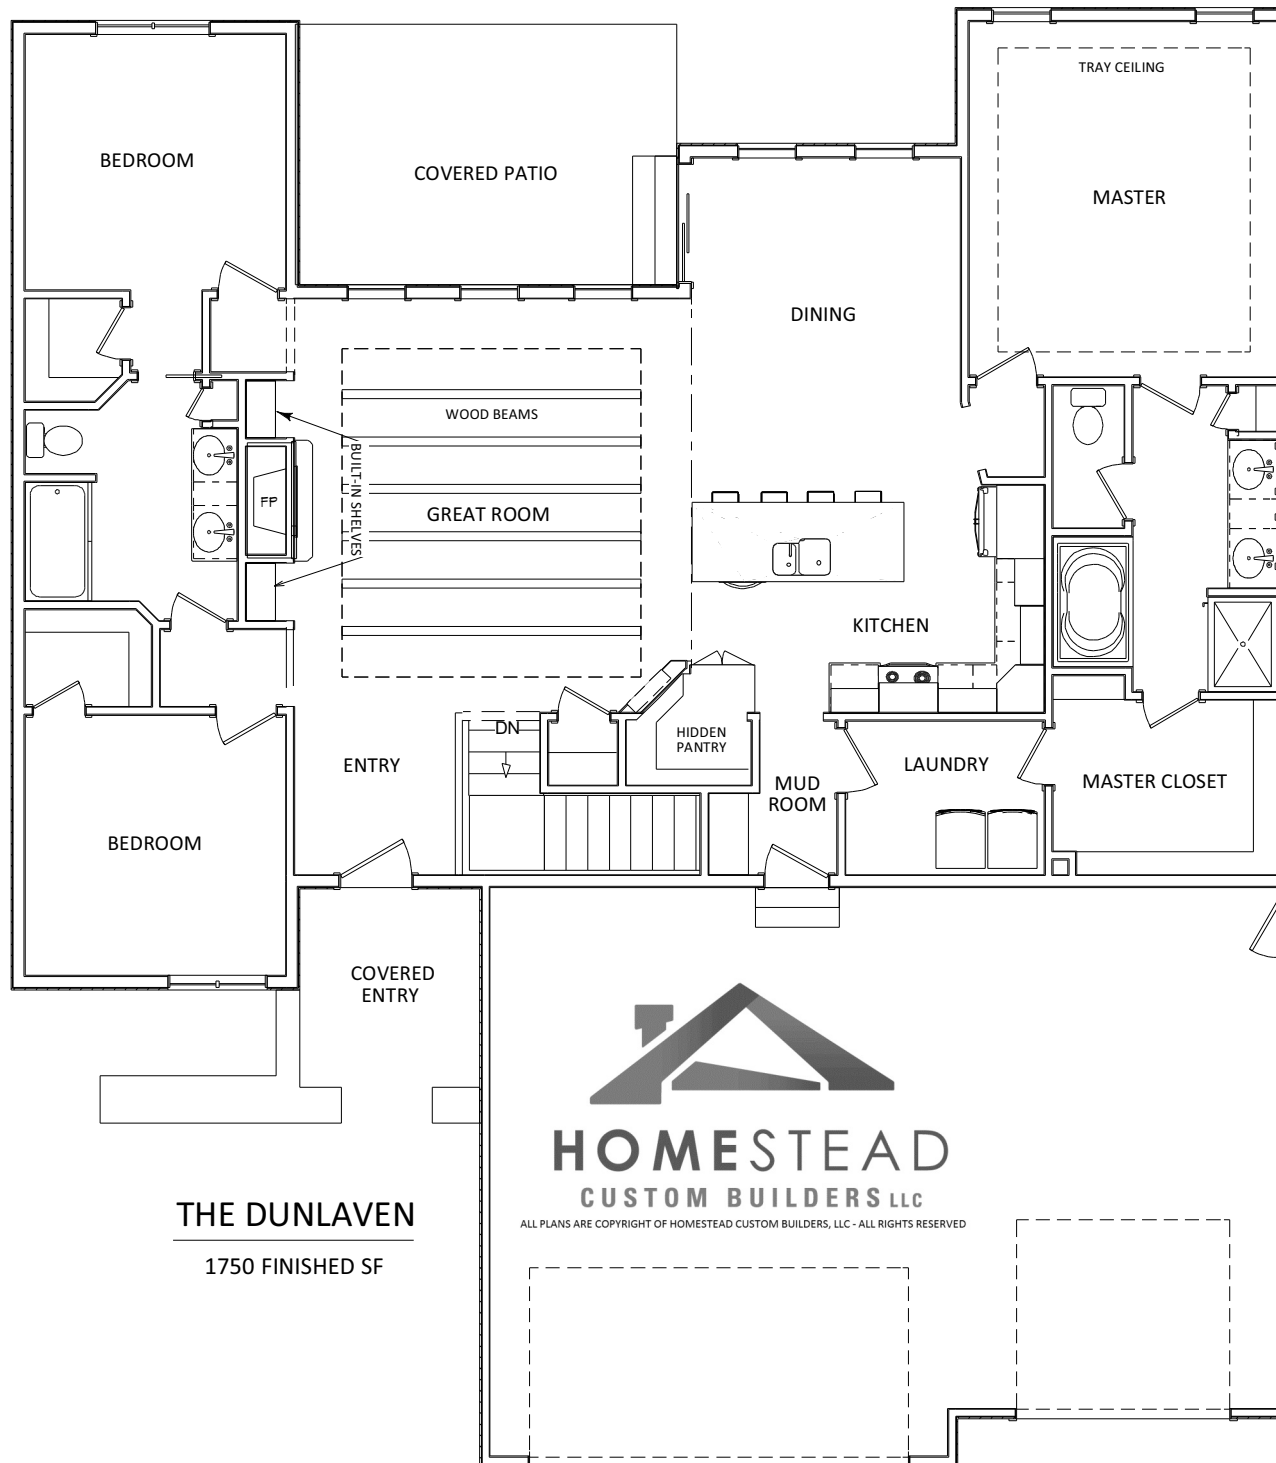 TRAY CEILING
BEDROOM
COVERED PATIO
MASTER
DINING
WOOD BEAMS
BUILT-IN SHELVES
FP
GREAT ROOM
KITCHEN
DN
HIDDEN
PANTRY
ENTRY
MUD
ROOM
LAUNDRY
MASTER CLOSET
BEDROOM
COVERED
ENTRY
HOMESTEAD
CUSTOM BUILDERS LLC
ALL PLANS ARE COPYRIGHT OF HOMESTEAD CUSTOM BUILDERS, LLC - ALL RIGHTS RESERVED
THE DUNLAVEN
1750 FINISHED SF